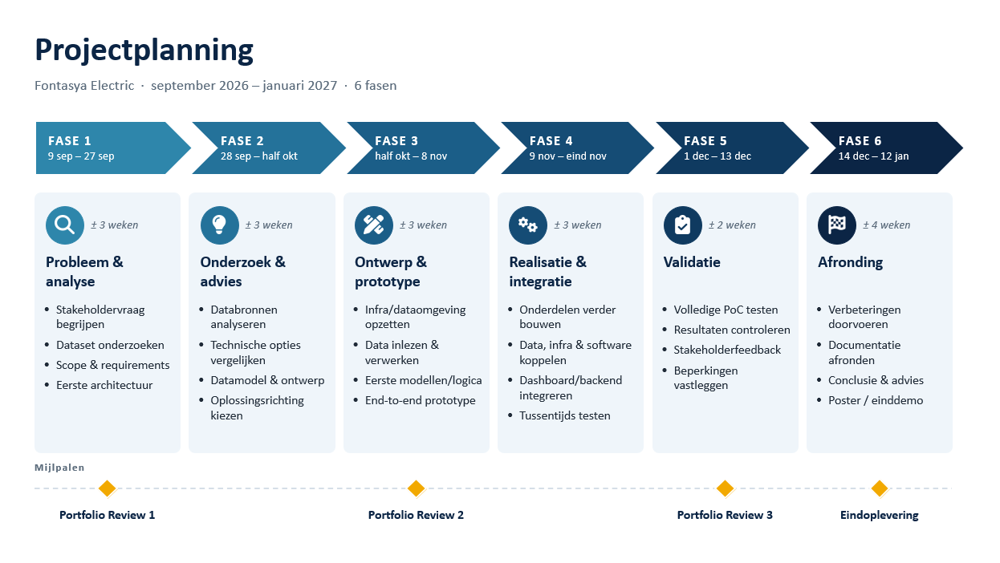 Projectplanning
Fontasya Electric · september 2026 – januari 2027 · 6 fasen
FASE 1
9 sep – 27 sep
FASE 2
28 sep – half okt
FASE 3
half okt – 8 nov
FASE 4
9 nov – eind nov
FASE 5
1 dec – 13 dec
FASE 6
14 dec – 12 jan
± 3 weken
Probleem &
analyse
• Stakeholdervraag
begrijpen
• Dataset onderzoeken
• Scope & requirements
• Eerste architectuur
± 3 weken
Onderzoek &
advies
• Databronnen
analyseren
• Technische opties
vergelijken
• Datamodel & ontwerp
• Oplossingsrichting
kiezen
± 3 weken
Ontwerp &
prototype
• Infra/dataomgeving
opzetten
• Data inlezen &
verwerken
• Eerste modellen/logica
• End-to-end prototype
± 3 weken
Realisatie &
integratie
• Onderdelen verder
bouwen
• Data, infra & software
koppelen
• Dashboard/backend
integreren
• Tussentijds testen
± 2 weken
Validatie
• Volledige PoC testen
• Resultaten controleren
• Stakeholderfeedback
• Beperkingen
vastleggen
± 4 weken
Afronding
• Verbeteringen
doorvoeren
• Documentatie
afronden
• Conclusie & advies
• Poster / einddemo
Mijlpalen
Portfolio Review 1
Portfolio Review 2
Portfolio Review 3
Eindoplevering